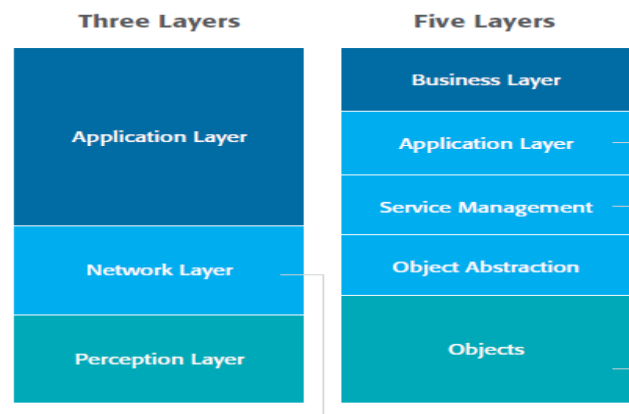 Three Layers
Application Layer
Network Layer
Perception Layer
Five Layers
Business Layer
Application Layer
Service Management
Object Abstraction
Objects